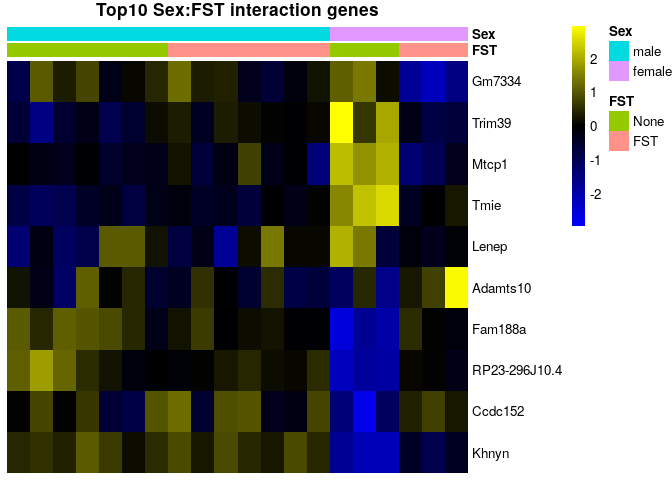 Top10 Sex:FST interaction genes
Sex
FST
Gm7334
Trim39
Mtcp1
Tmie
Lenep
Adamts10
Fam188a
RP23-296J10.4
Ccdc152
Khnyn
2
1
0
-1
-2
Sex
male
female
FST
None
FST